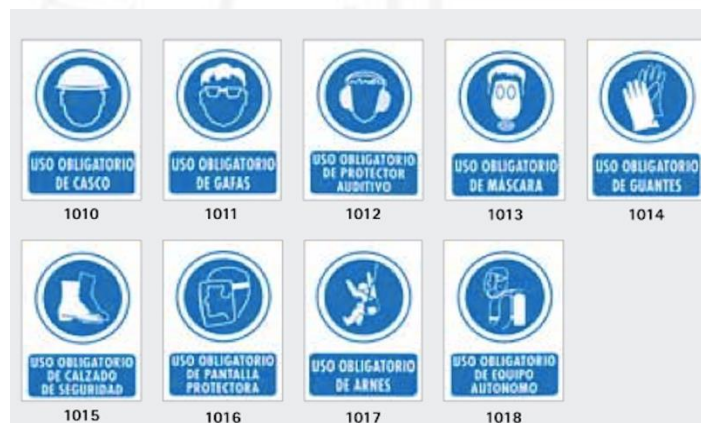 USO OBLIGATORIO
DE CASCO
1010
USO OBLIGATORIO
DE GAFAS
1011
USO OBLIGATORIO
DE PROTECTOR
AUDITIVO
1012
USO OBLIGATORIO
DE MÁSCARA
1013
USO OBLIGATORIO
DE GUANTES
1014
USO OBLIGATORIO
DE CALZADO
DE SEGURIDAD
1015
USO OBLIGATORIO
DE PANTALLA
PROTECTORA
1016
USO OBLIGATORIO
DE ARNES
1017
USO OBLIGATORIO
DE EQUIPO
AUTONOMO
1018